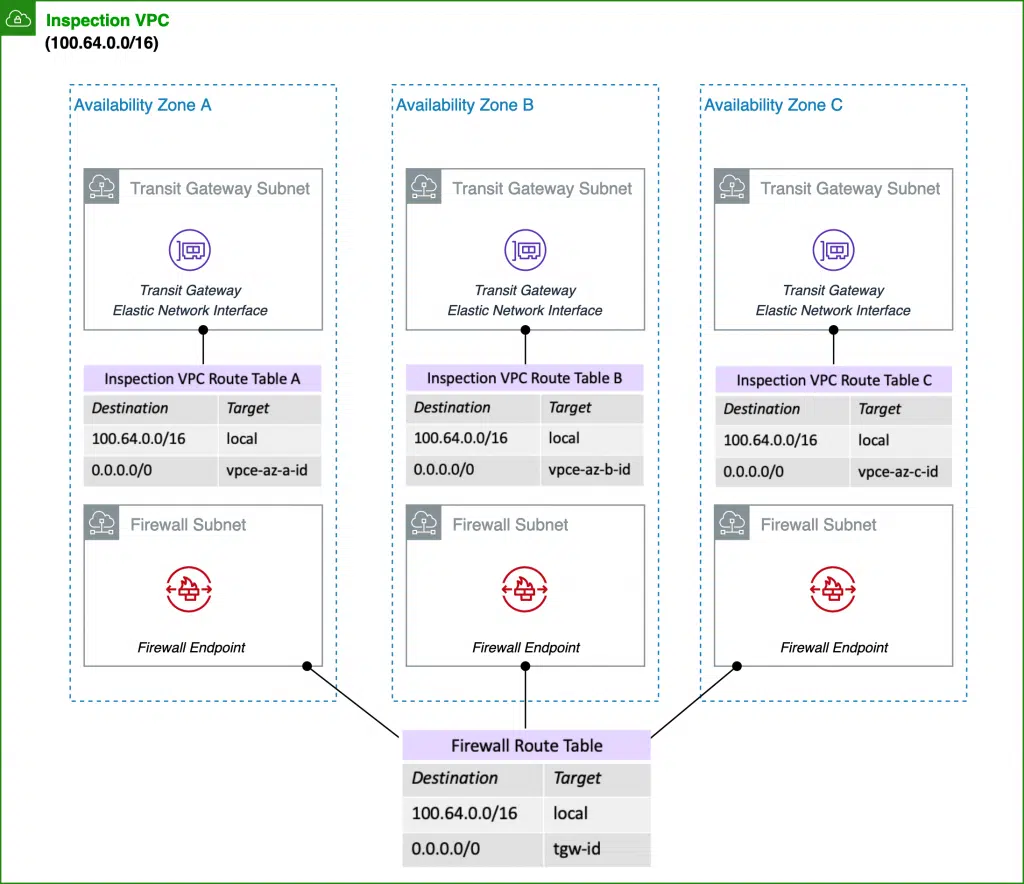 Inspection VPC
(100.64.0.0/16)
Availability Zone A
Transit Gateway Subnet
Transit Gateway
Elastic Network Interface
Inspection VPC Route Table A
Destination Target
100.64.0.0/16 local
0.0.0.0/0 vpce-az-a-id
Firewall Subnet
Firewall Endpoint
Availability Zone B
Transit Gateway Subnet
Transit Gateway
Elastic Network Interface
Inspection VPC Route Table B
Destination Target
100.64.0.0/16 local
0.0.0.0/0 vpce-az-b-id
Firewall Subnet
Firewall Endpoint
Availability Zone C
Transit Gateway Subnet
Transit Gateway
Elastic Network Interface
Inspection VPC Route Table C
Destination Target
100.64.0.0/16 local
0.0.0.0/0 vpce-az-c-id
Firewall Subnet
Firewall Endpoint
Firewall Route Table
Destination Target
100.64.0.0/16 local
0.0.0.0/0 tgw-id